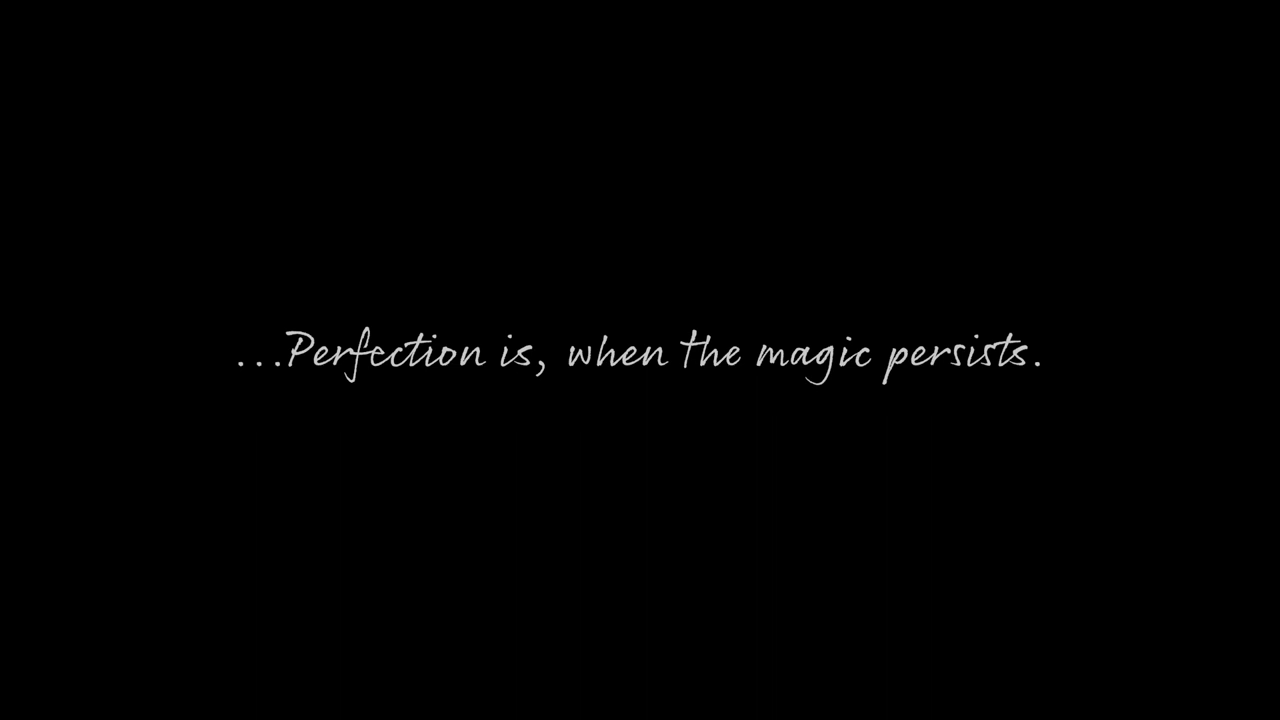 ...Perfection is, when the magic persists.